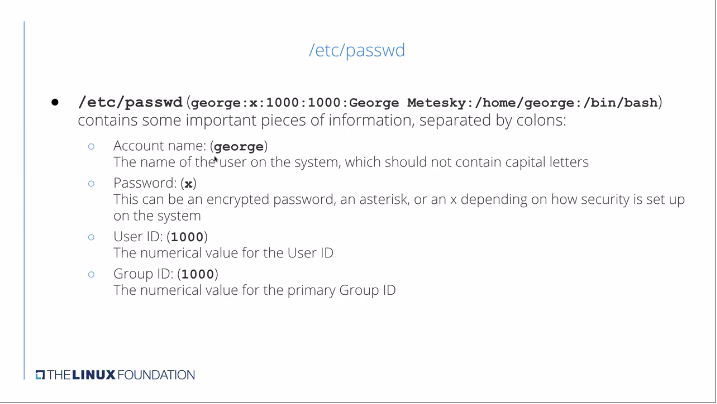 /etc/passwd
● /etc/passwd (george:x:1000:1000:George Metesky:/home/george:/bin/bash)
contains some important pieces of information, separated by colons:
○ Account name: (george)
The name of the user on the system, which should not contain capital letters
○ Password: (x)
This can be an encrypted password, an asterisk, or an x depending on how security is set up
on the system
○ User ID: (1000)
The numerical value for the User ID
○ Group ID: (1000)
The numerical value for the primary Group ID
THE LINUX FOUNDATION